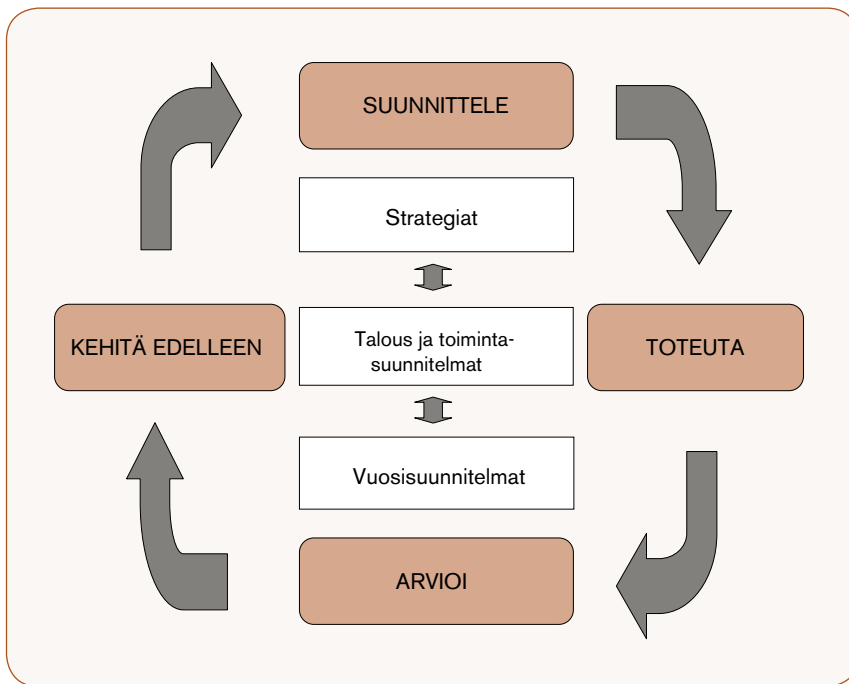 SUUNNITTELE
Strategiat
KEHITÄ EDELLEEN
Talous ja toiminta-
suunnitelmat
TOTEUTA
Vuosisuunnitelmat
ARVIOI